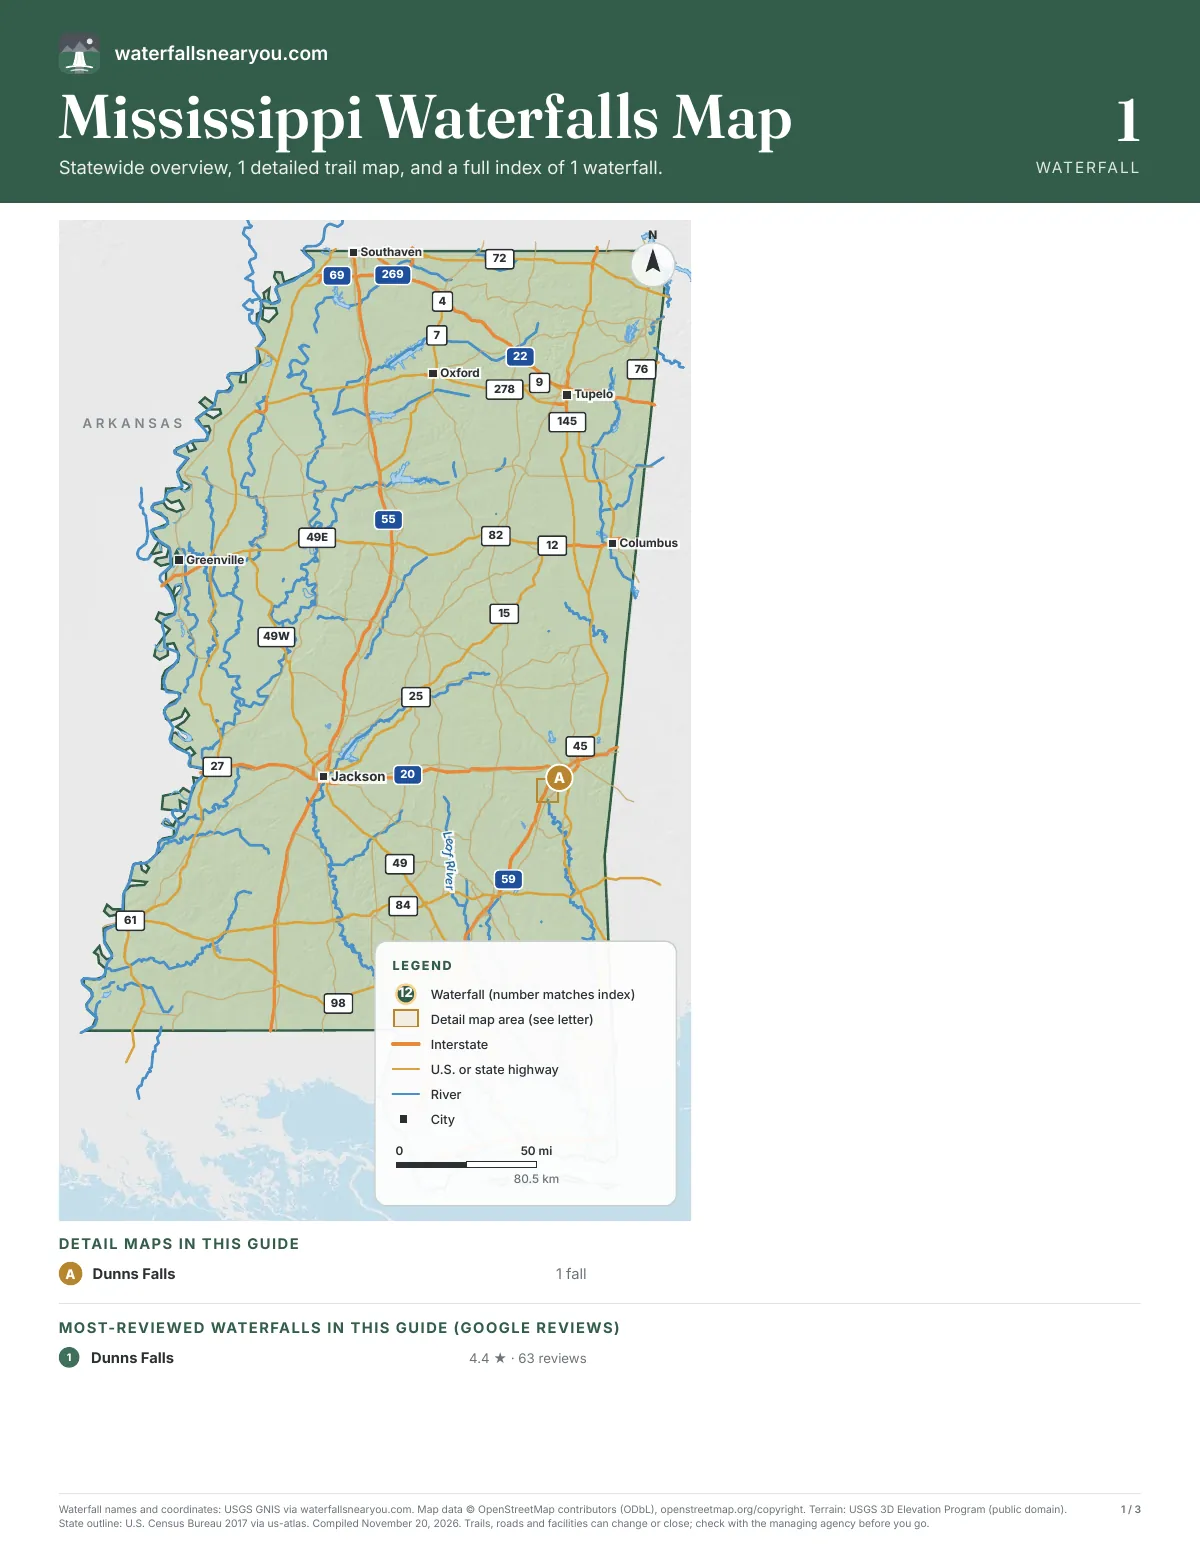 waterfallsnearyou.com
Mississippi Waterfalls Map
1
Statewide overview, 1 detailed trail map, and a full index of 1 waterfall.
WATERFALL
N
Southaven
72
69
269
4
7
22
76
Oxford
278
9
Tupelo
ARKANSAS
145
55
49E
82
12
Columbus
Greenville
15
49W
25
45
27
Jackson
20
A
Leaf River
49
59
84
61
98
LEGEND
12
Waterfall (number matches index)
Detail map area (see letter)
Interstate
U.S. or state highway
River
City
0 50 mi
80.5 km
DETAIL MAPS IN THIS GUIDE
A Dunns Falls 1 fall
MOST-REVIEWED WATERFALLS IN THIS GUIDE (GOOGLE REVIEWS)
1 Dunns Falls 4.4 ★ · 63 reviews
Waterfall names and coordinates: USGS GNIS via waterfallsnearyou.com. Map data © OpenStreetMap contributors (ODbL), openstreetmap.org/copyright. Terrain: USGS 3D Elevation Program (public domain).
1 / 3
State outline: U.S. Census Bureau 2017 via us-atlas. Compiled November 20, 2026. Trails, roads and facilities can change or close; check with the managing agency before you go.